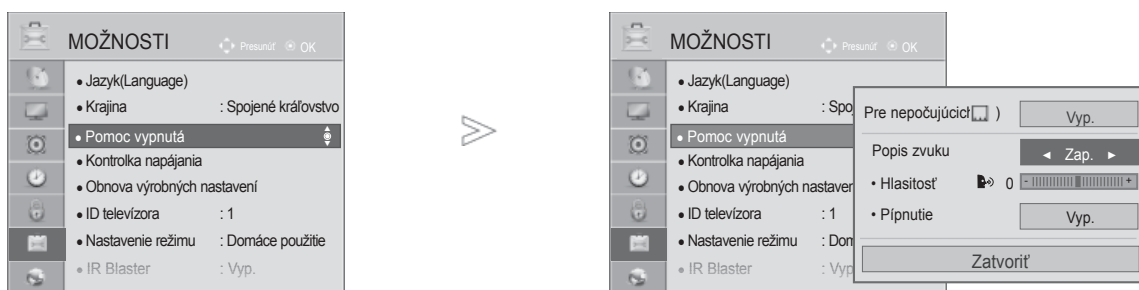 MOŽNOSTI Presunúť OK
• Jazyk(Language)
• Krajina : Spojené kráľovstvo
• Pomoc vypnutá
• Kontrolka napájania
• Obnova výrobných nastavení
• ID televízora : 1
• Nastavenie režimu : Domáce použitie
• IR Blaster : Vyp.
MOŽNOSTI Presunúť OK
• Jazyk(Language)
• Krajina : Spoj
• Pomoc vypnutá
• Kontrolka napájania
• Obnova výrobných nastaven
• ID televízora : 1
• Nastavenie režimu : Dom
• IR Blaster : Vyp
Pre nepočujúcich ) Vyp.
Popis zvuku ◄ Zap. ►
• Hlasitosť 0 - +
• Pípnutie Vyp.
Zatvoriť